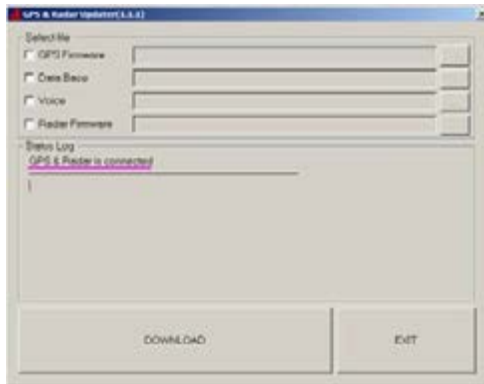 GPS & Radar Updater(1.1.1)
Select file
GPS Firmware
Data Base
Voice
Radar Firmware
Status Log
GPS & Raider is connected
DOWNLOAD
EXIT